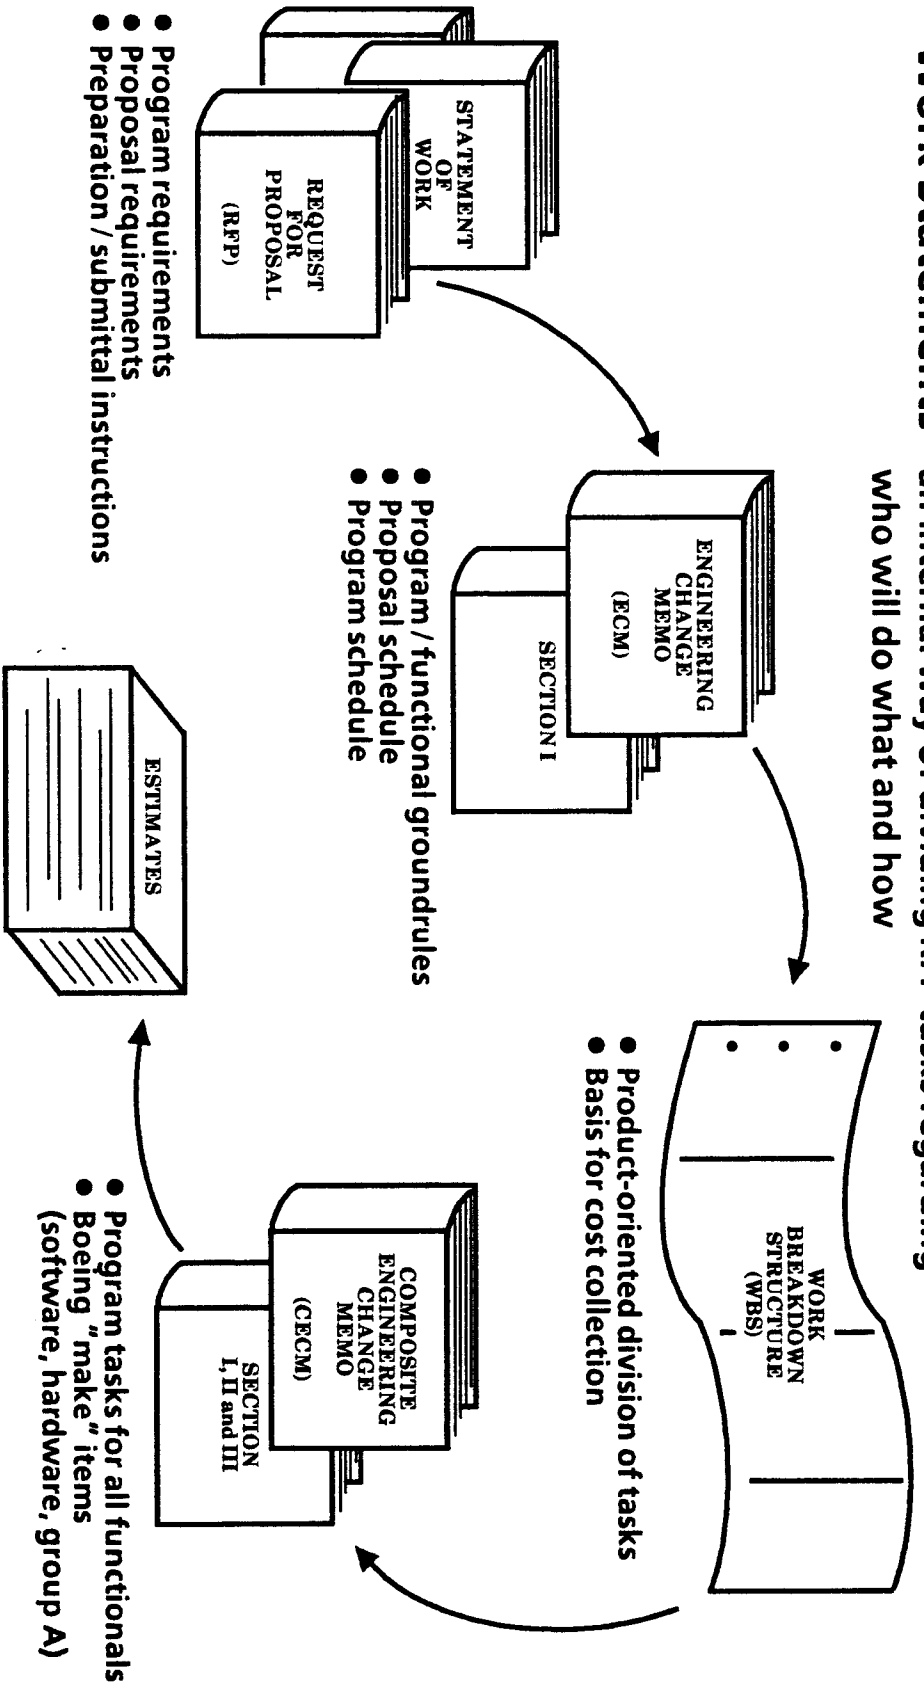 who will do what and how
STATEMENT
OF
WORK
REQUEST
FOR
PROPOSAL
(RFP)
● Program requirements
● Proposal requirements
● Preparation / submittal instructions
ENGINEERING
CHANGE
MEMO
(ECM)
SECTION I
● Program / functional groundrules
● Proposal schedule
● Program schedule
WORK
BREAKDOWN
STRUCTURE
(WBS)
● Product-oriented division of tasks
● Basis for cost collection
COMPOSITE
ENGINEERING
CHANGE
MEMO
(CECM)
SECTION
I, II and III
● Program tasks for all functionals
● Boeing "make" items
(software, hardware, group A)
ESTIMATES